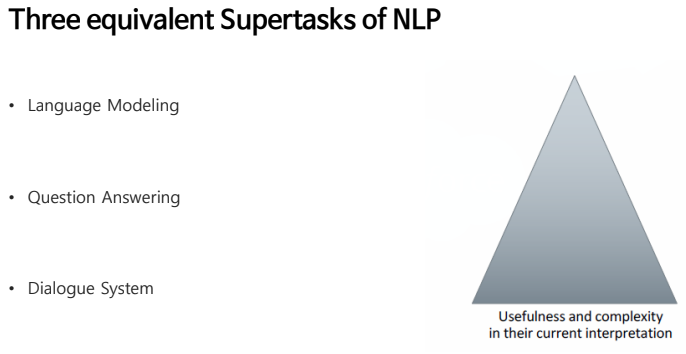 Three equivalent Supertasks of NLP
• Language Modeling
• Question Answering
• Dialogue System
Usefulness and complexity
in their current interpretation